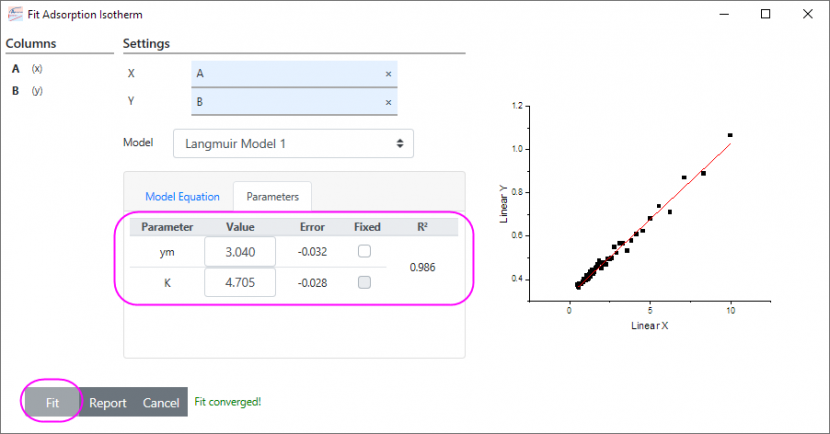 Fit Adsorption Isotherm
Columns
A (x)
B (y)
Settings
X A ×
Y B ×
Model Langmuir Model 1
Model Equation Parameters
Parameter Value Error Fixed R²
ym 3.040 -0.032
0.986
K 4.705 -0.028
Fit Report Cancel Fit converged!
1.2
1.0
0.8
0.6
0.4
Linear Y
0 5 10
Linear X